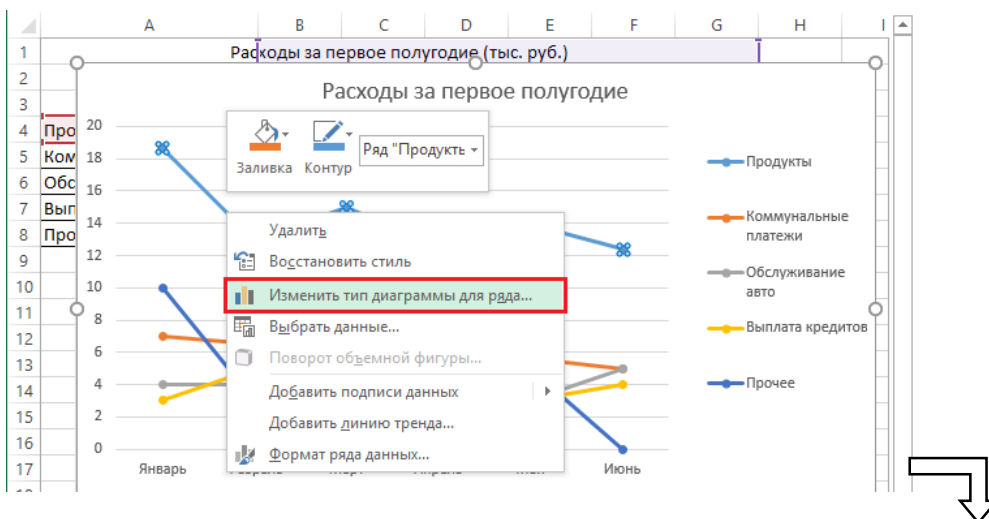 A B C D E F G H I
1 Расходы за первое полугодие (тыс. руб.)
2
3
4 Про
5 Ком
6 Обс
7 Вып
8 Про
9
10
11
12
13
14
15
16
17
Расходы за первое полугодие
20
18
16
14
12
10
8
6
4
2
0
Заливка Контур
Ряд "Продукть
Удалить
Восстановить стиль
Изменить тип диаграммы для ряда...
Выбрать данные...
Поворот объемной фигуры...
Добавить подписи данных
Добавить линию тренда...
Формат ряда данных...
Январь
Июнь
Продукты
Коммунальные
платежи
Обслуживание
авто
Выплата кредитов
Прочее